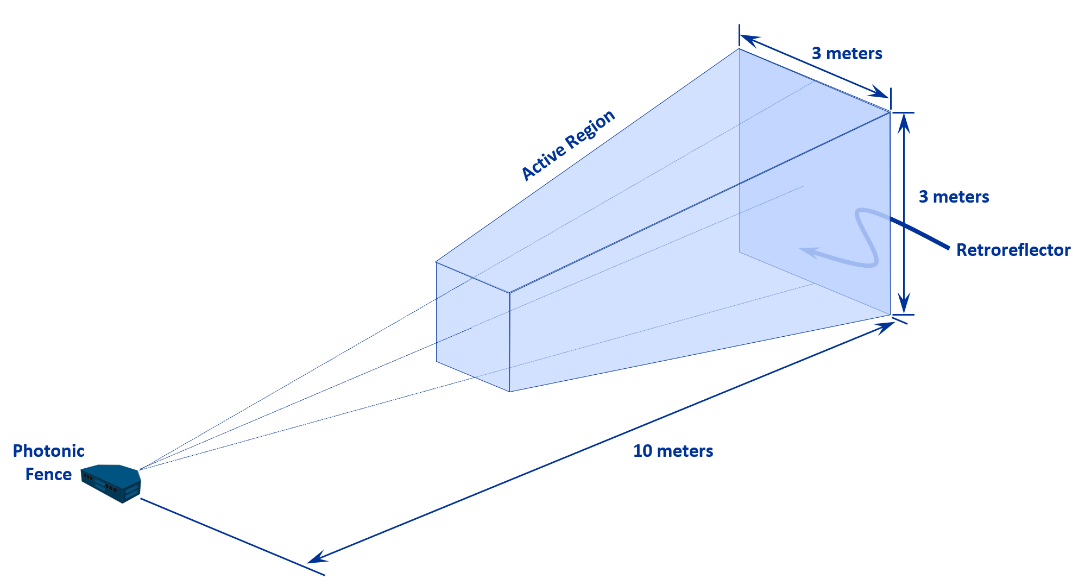 3 meters
Active Region
3 meters
Retroreflector
Photonic
Fence
10 meters